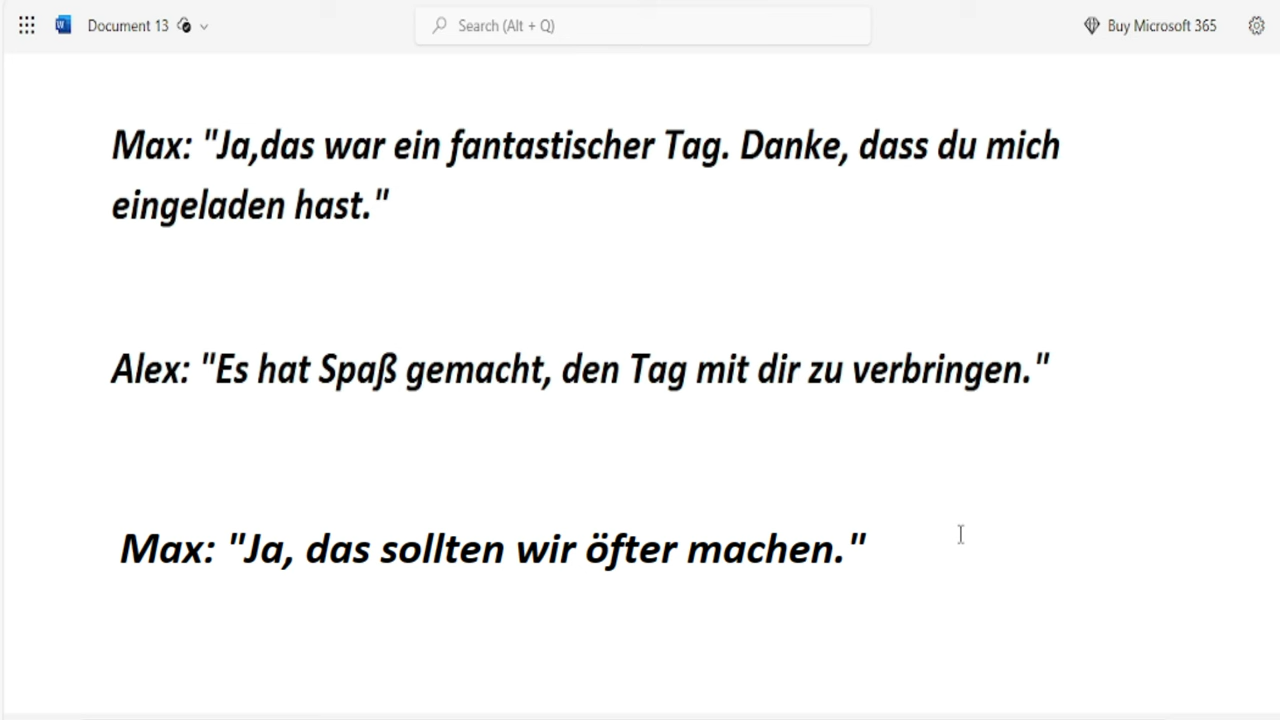 Document 13
Search (Alt + Q)
Buy Microsoft 365
Max: "Ja,das war ein fantastischer Tag. Danke, dass du mich
eingeladen hast."
Alex: "Es hat Spaß gemacht, den Tag mit dir zu verbringen."
Max: "Ja, das sollten wir öfter machen."